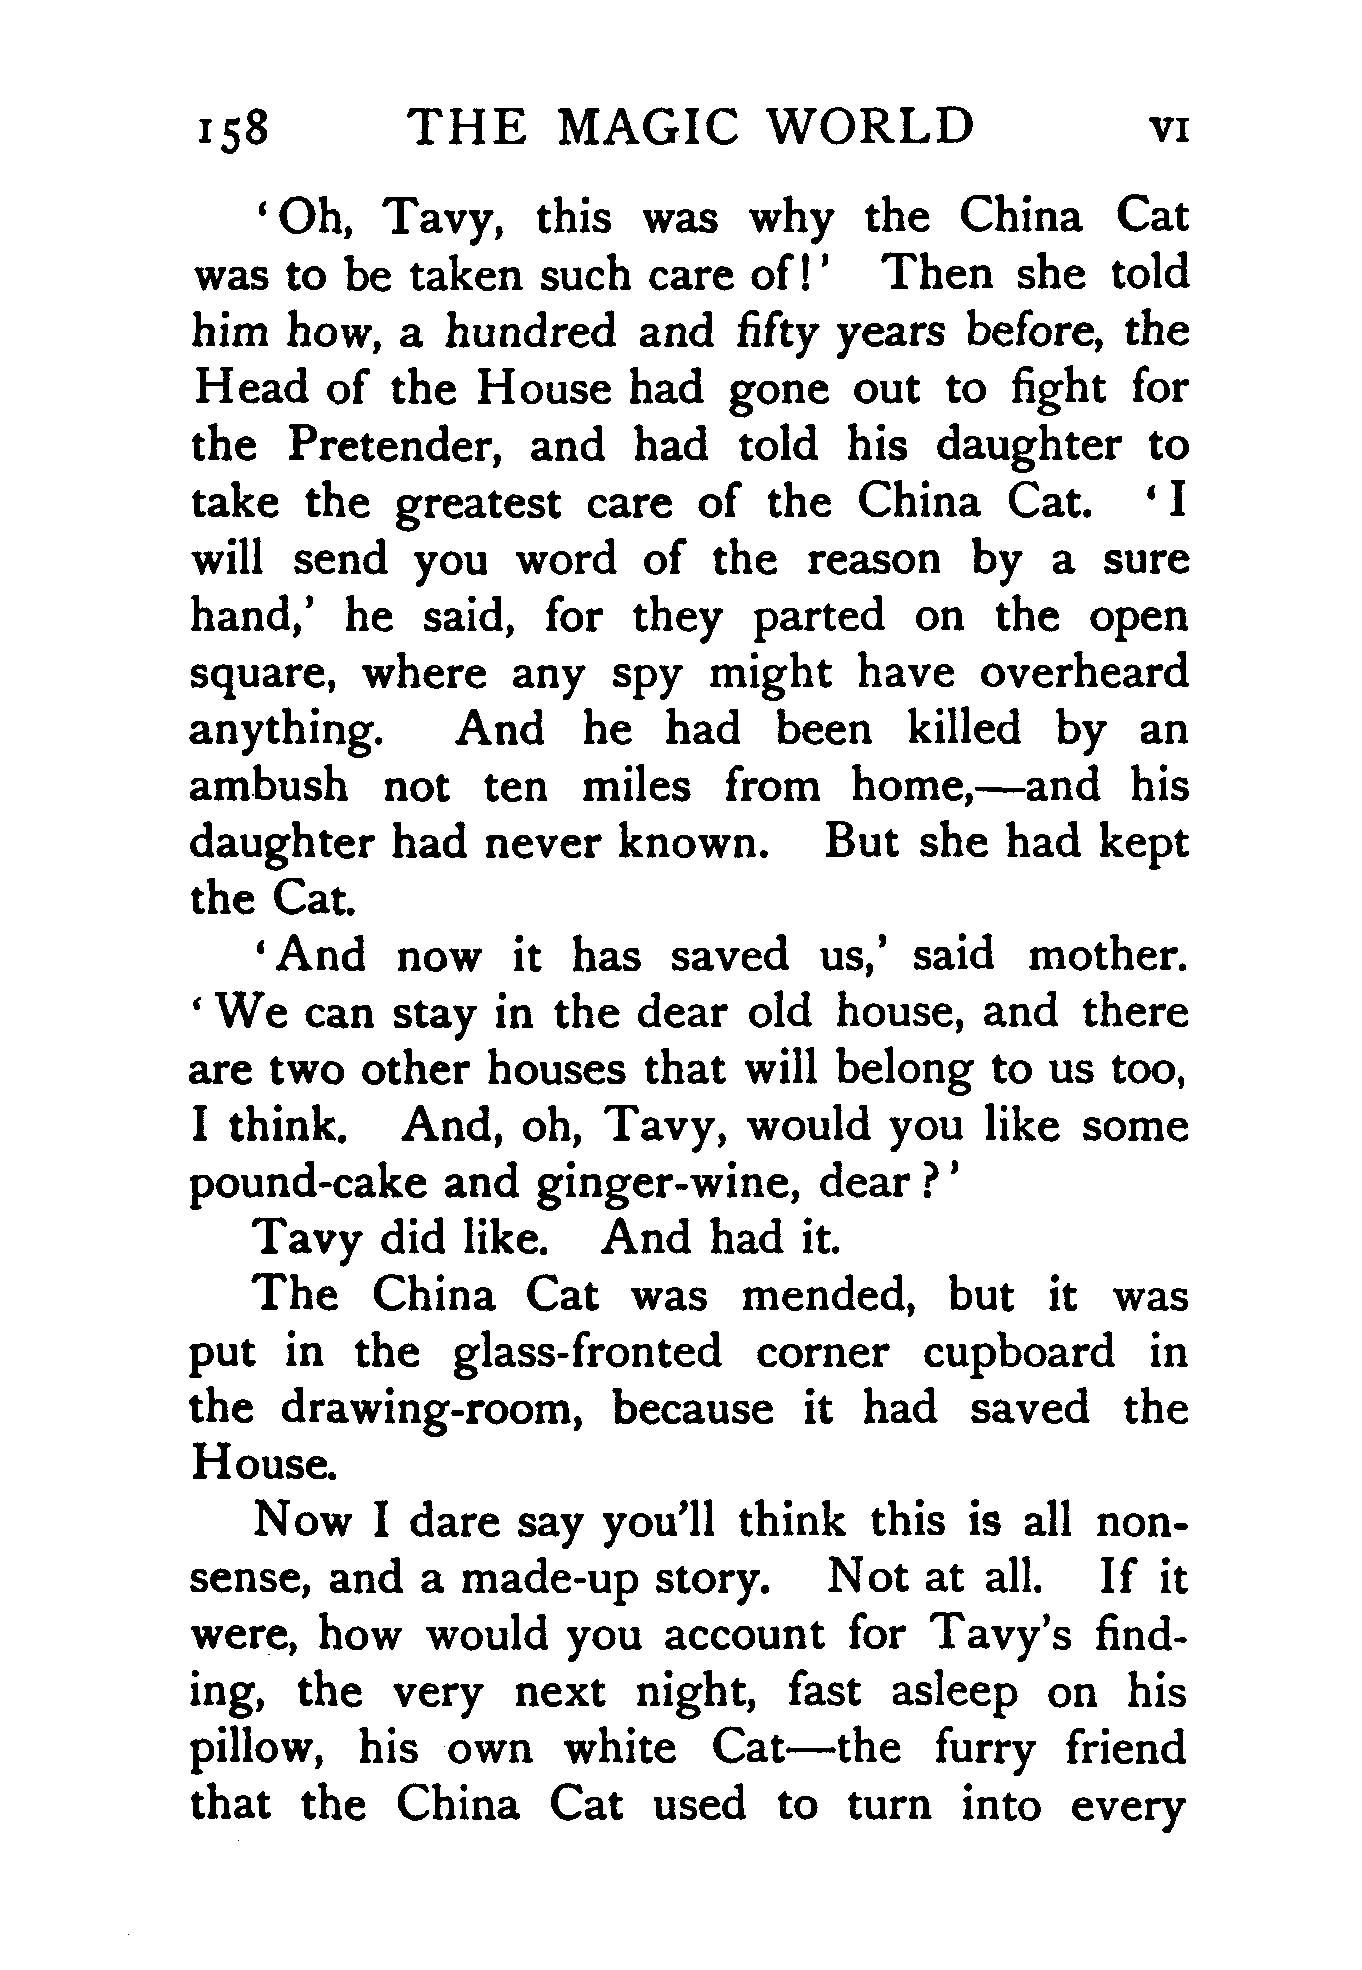 158 THE MAGIC WORLD VI
‘Oh, Tavy, this was why the China Cat
was to be taken such care of!’ Then she told
him how, a hundred and fifty years before, the
Head of the House had gone out to fight for
the Pretender, and had told his daughter to
take the greatest care of the China Cat. ‘I
will send you word of the reason by a sure
hand,’ he said, for they parted on the open
square, where any spy might have overheard
anything. And he had been killed by an
ambush not ten miles from home,—and his
daughter had never known. But she had kept
the Cat.
‘And now it has saved us,’ said mother.
‘We can stay in the dear old house, and there
are two other houses that will belong to us too,
I think. And, oh, Tavy, would you like some
pound-cake and ginger-wine, dear?’
Tavy did like. And had it.
The China Cat was mended, but it was
put in the glass-fronted corner cupboard in
the drawing-room, because it had saved the
House.
Now I dare say you'll think this is all non-
sense, and a made-up story. Not at all. If it
were, how would you account for Tavy's find-
ing, the very next night, fast asleep on his
pillow, his own white Cat—the furry friend
that the China Cat used to turn into every